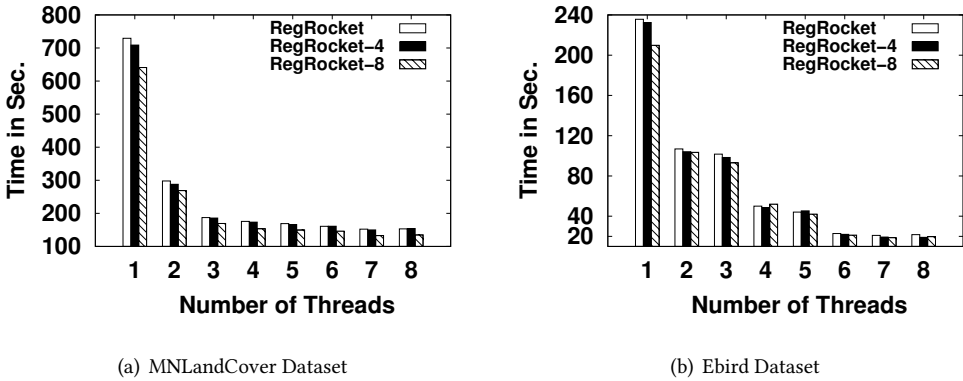 800
700
600
500
400
300
200
100
Time in Sec.
RegRocket
RegRocket-4
RegRocket-8
1 2 3 4 5 6 7 8
Number of Threads
(a) MNLandCover Dataset
240
200
160
120
80
40
20
Time in Sec.
RegRocket
RegRocket-4
RegRocket-8
1 2 3 4 5 6 7 8
Number of Threads
(b) Ebird Dataset